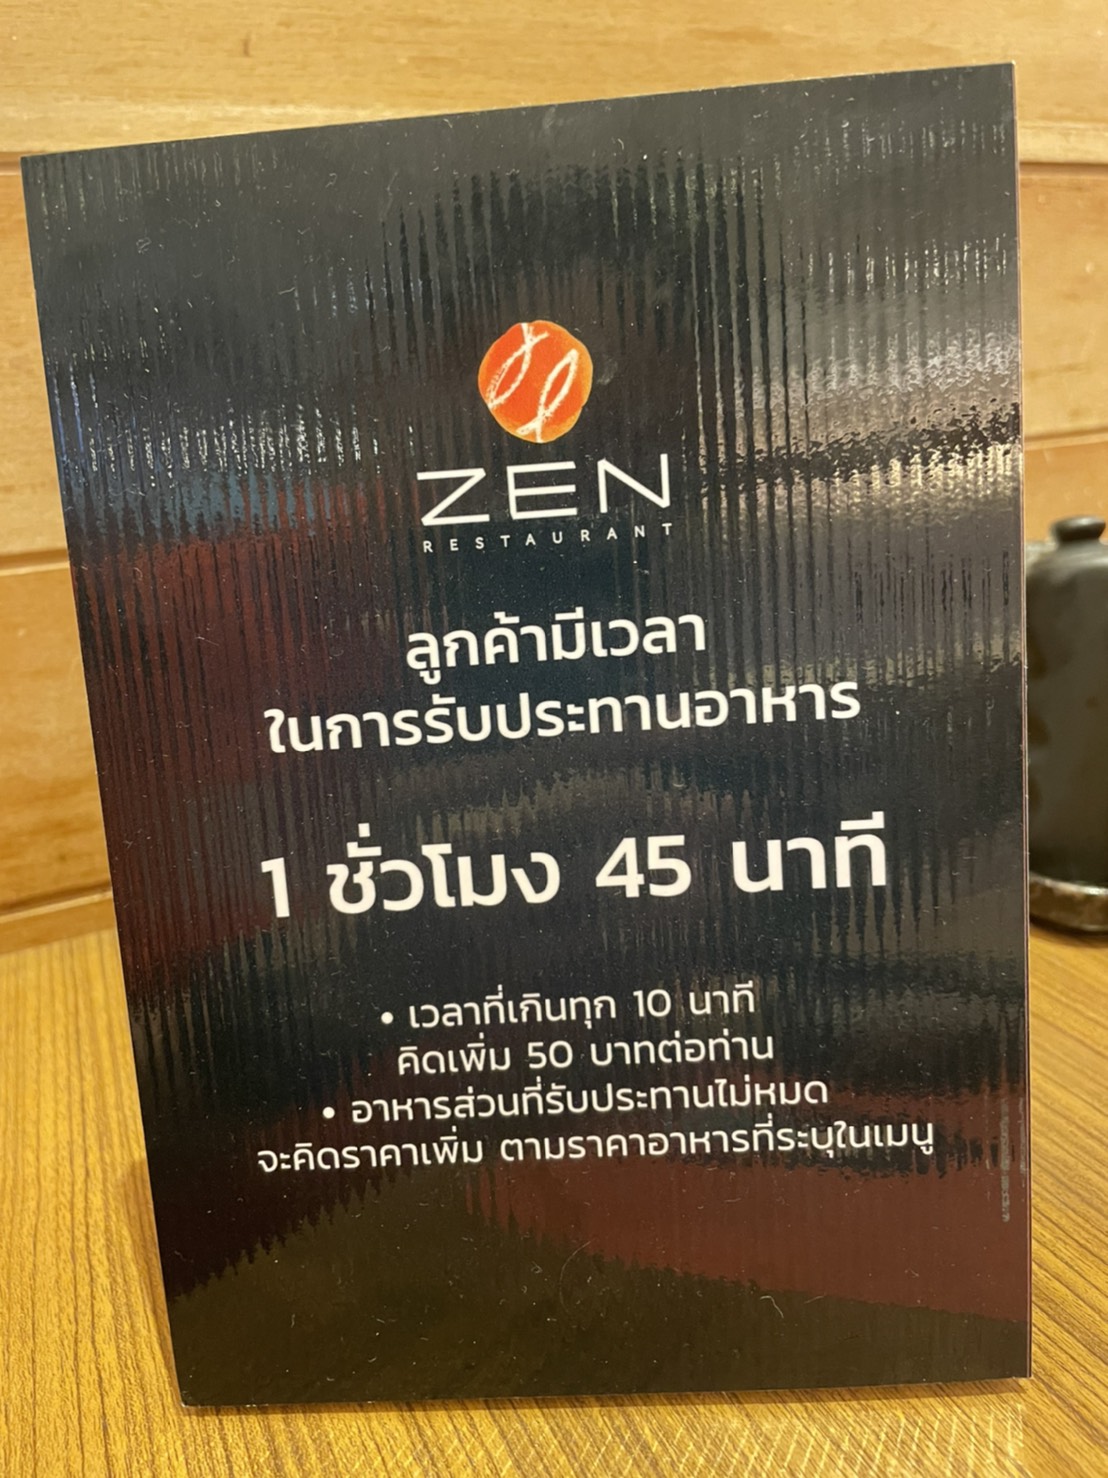 ZEN
RESTAURANT
ลูกค้ามีเวลา
ในการรับประทานอาหาร
1 ชั่วโมง 45 นาที
• เวลาที่เกินทุก 10 นาที
คิดเพิ่ม 50 บาทต่อท่าน
• อาหารส่วนที่รับประทานไม่หมด
จะคิดราคาเพิ่ม ตามราคาอาหารที่ระบุในเมนู